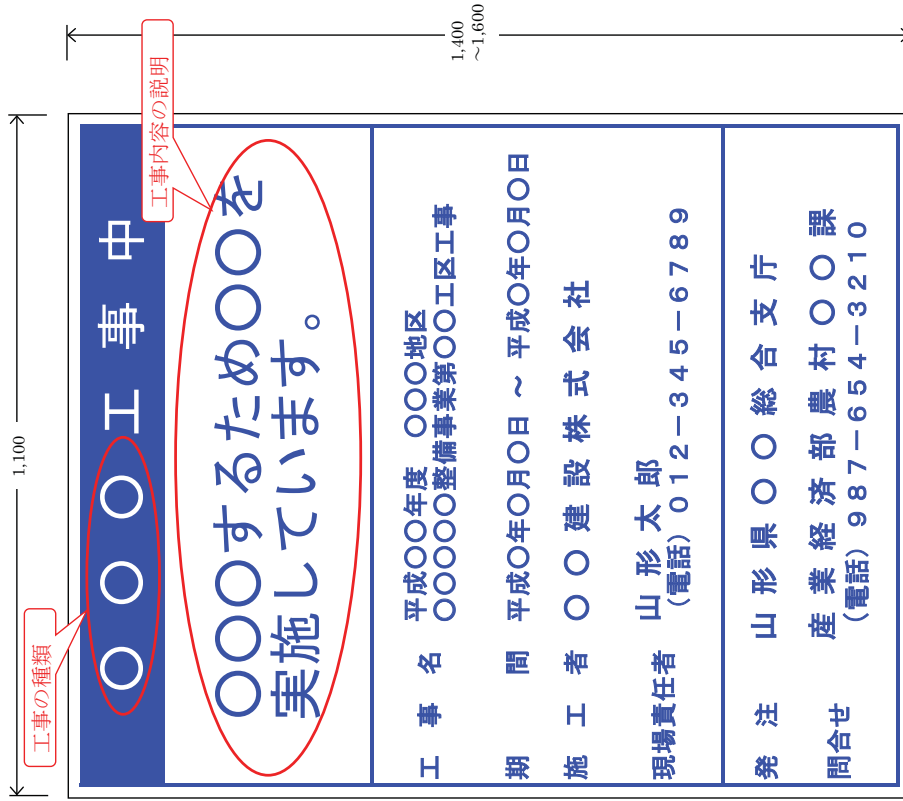 1,100
1,400
～1,600
工事の種類
〇〇〇工事中
工事内容の説明
〇〇〇するため〇〇〇を
実施しています。
工事名 平成〇〇年度 〇〇〇地区
〇〇〇〇〇整備事業第〇〇工区工事
期間 平成〇年〇月〇日 ～ 平成〇年〇月〇日
施工者 〇〇建設株式会社
現場責任者 山形太郎
（電話）０１２－３４５－６７８９
発注 山形県〇〇総合支庁
問合せ 産業経済部農村〇〇課
（電話）９８７－６５４－３２１０